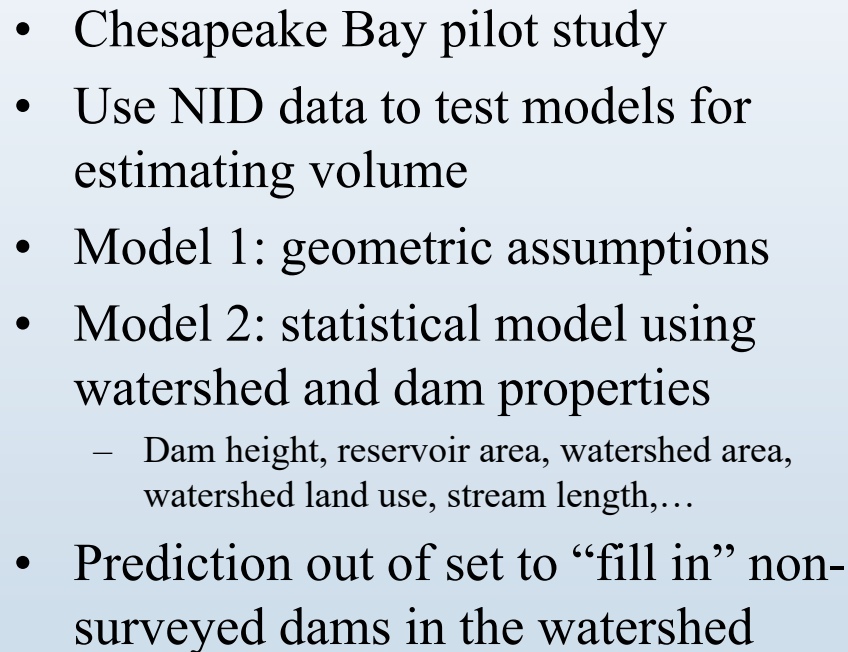 • Chesapeake Bay pilot study
• Use NID data to test models for
estimating volume
• Model 1: geometric assumptions
• Model 2: statistical model using
watershed and dam properties
– Dam height, reservoir area, watershed area,
watershed land use, stream length,…
• Prediction out of set to “fill in” non-
surveyed dams in the watershed